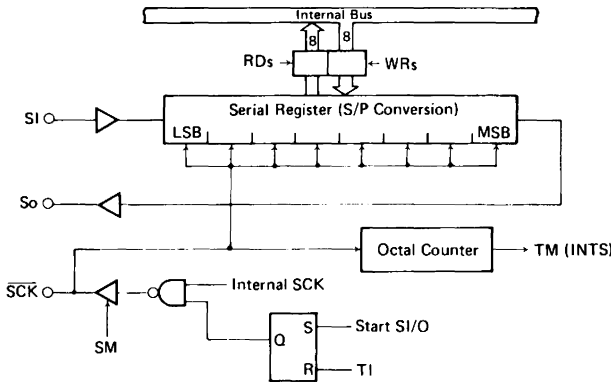 Internal Bus
8 8
RDs WRs
Serial Register (S/P Conversion)
SI
LSB MSB
So
Octal Counter TM (INTS)
SCK
Internal SCK
SM
S Start SI/O
Q
R TI